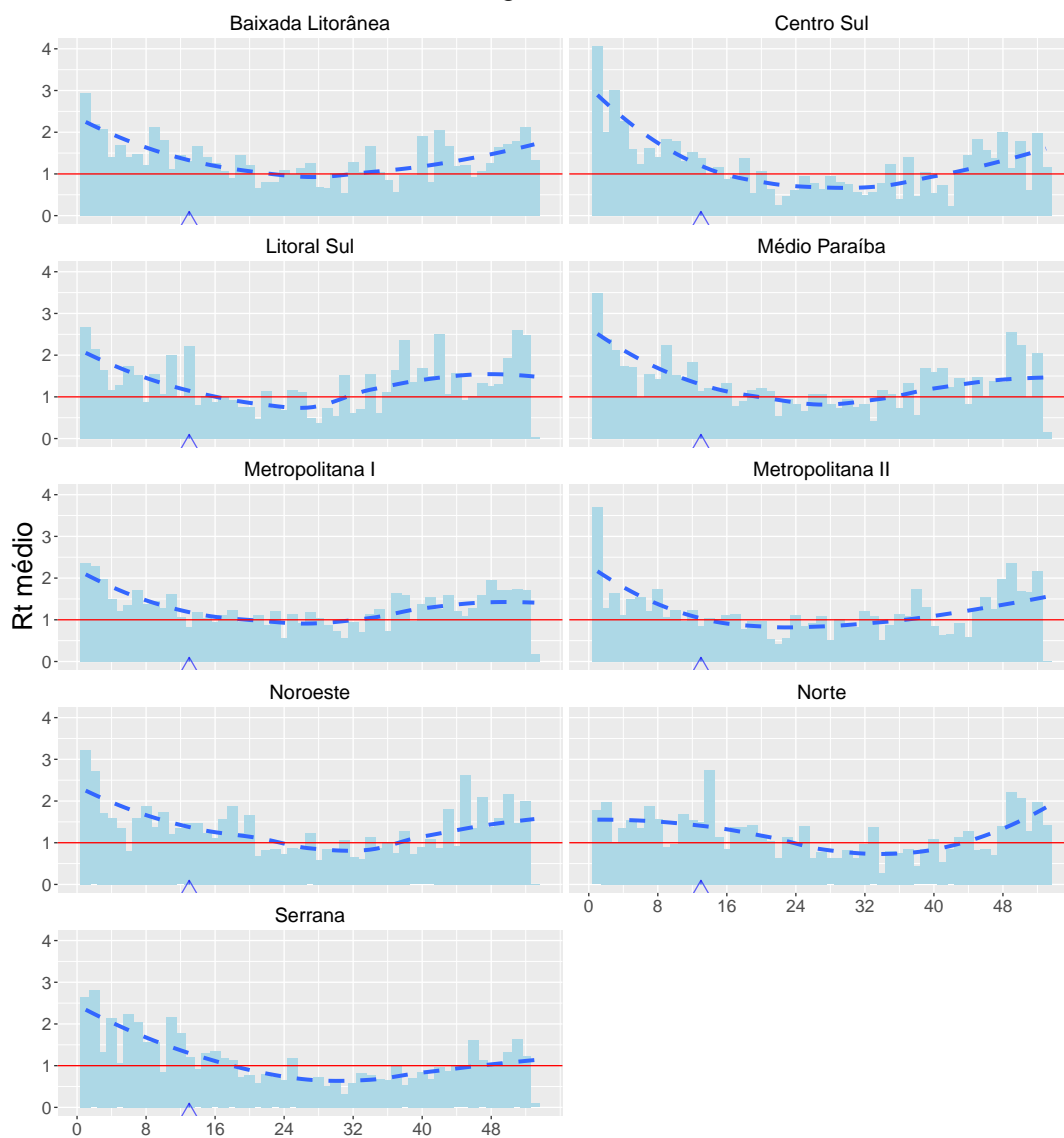 Baixada Litorânea
Centro Sul
4
3
2
1
0
Litoral Sul
Médio Paraíba
4
3
2
1
0
Metropolitana I
Metropolitana II
4
3
2
1
0
Rt médio
Noroeste
Norte
4
3
2
1
0
0 8 16 24 32 40 48
Serrana
4
3
2
1
0
0 8 16 24 32 40 48